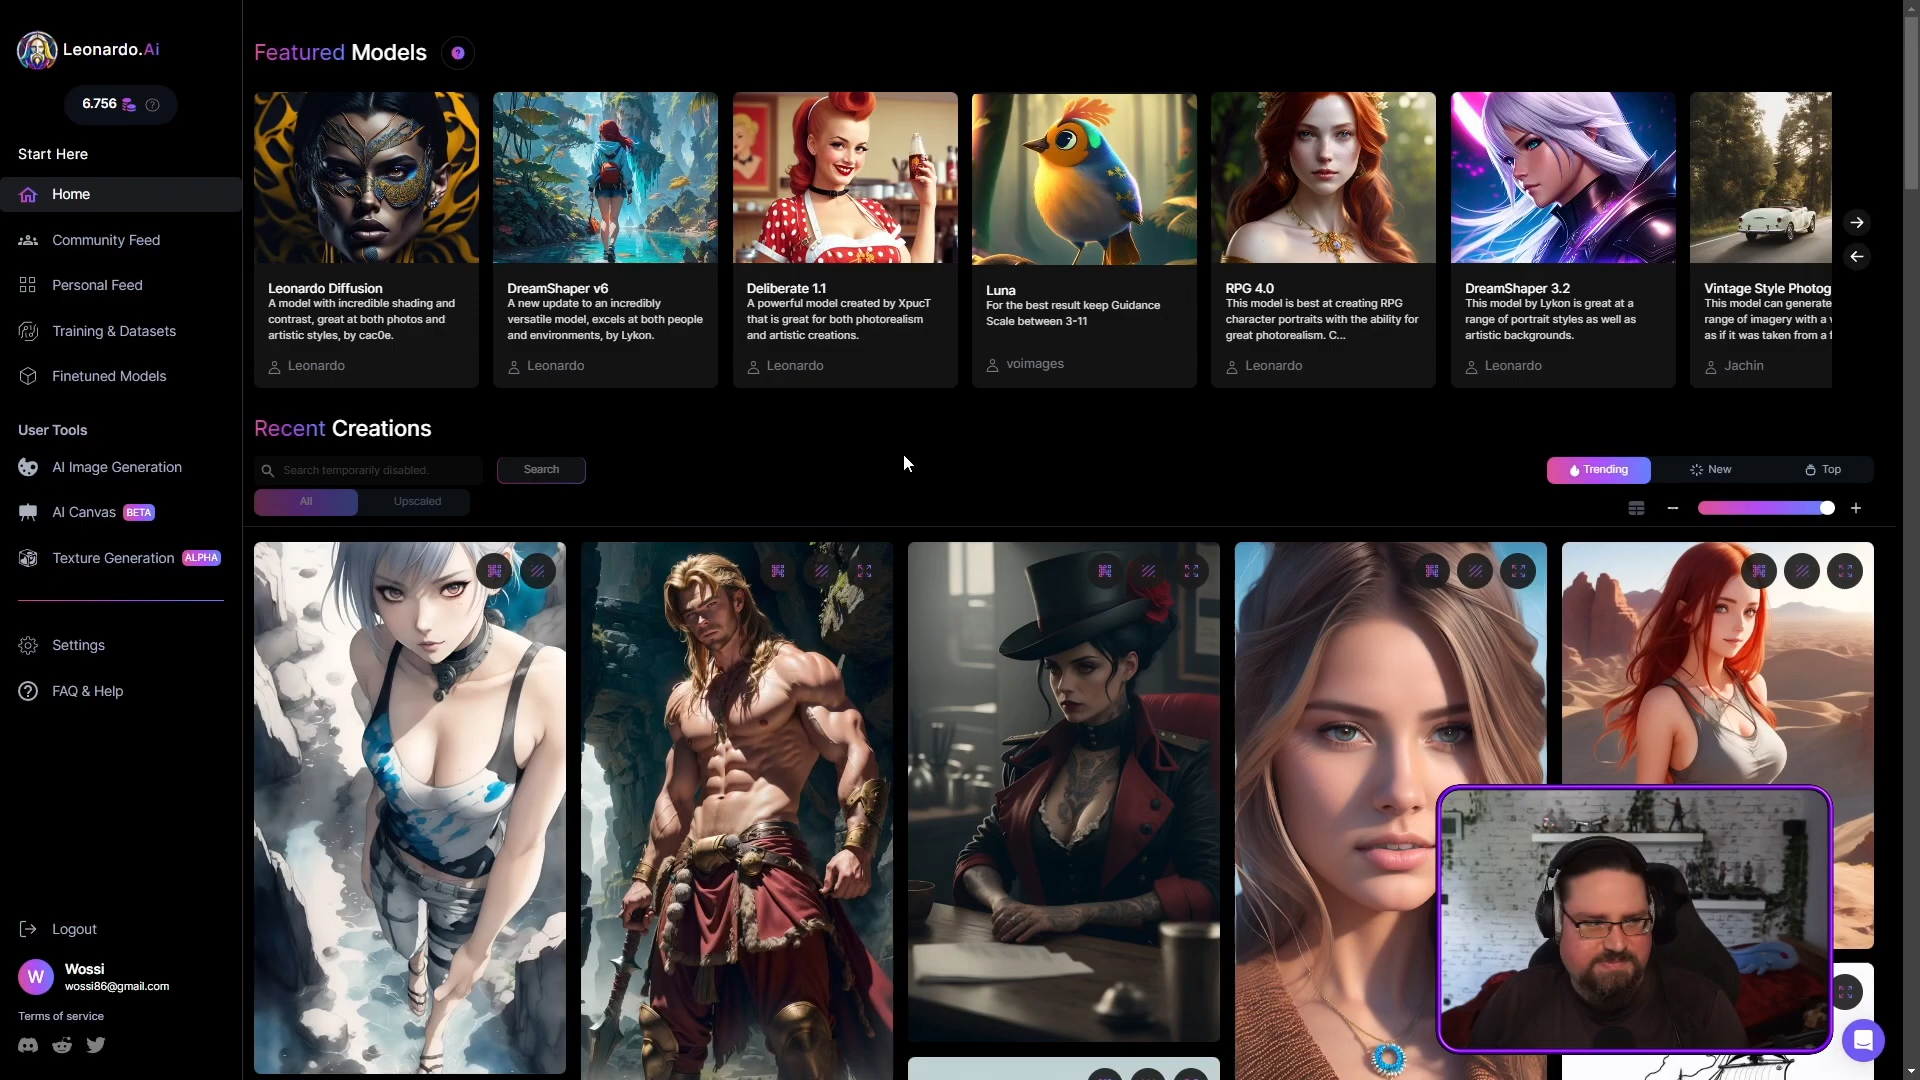 Leonardo.Ai
6.756
Start Here
Home
Community Feed
Personal Feed
Training & Datasets
Finetuned Models
User Tools
AI Image Generation
AI Canvas BETA
Texture Generation ALPHA
Settings
FAQ & Help
Logout
W
Wossi
wossi86@gmail.com
Terms of service
Featured Models ?
Leonardo Diffusion
A model with incredible shading and
contrast, great at both photos and
artistic styles, by cac0e.
Leonardo
DreamShaper v6
A new update to an incredibly
versatile model, excels at both people
and environments, by Lykon.
Leonardo
Deliberate 1.1
A powerful model created by XpucT
that is great for both photorealism
and artistic creations.
Leonardo
Luna
For the best result keep Guidance
Scale between 3-11
voimages
RPG 4.0
This model is best at creating RPG
character portraits with the ability for
great photorealism. C...
Leonardo
DreamShaper 3.2
This model by Lykon is great at a
range of portrait styles as well as
artistic backgrounds.
Leonardo
Vintage Style Photog
This model can generate
range of imagery with a v
as if it was taken from a f
Jachin
Recent Creations
Search temporarily disabled.
Search
Trending
New
Top
All
Upscaled